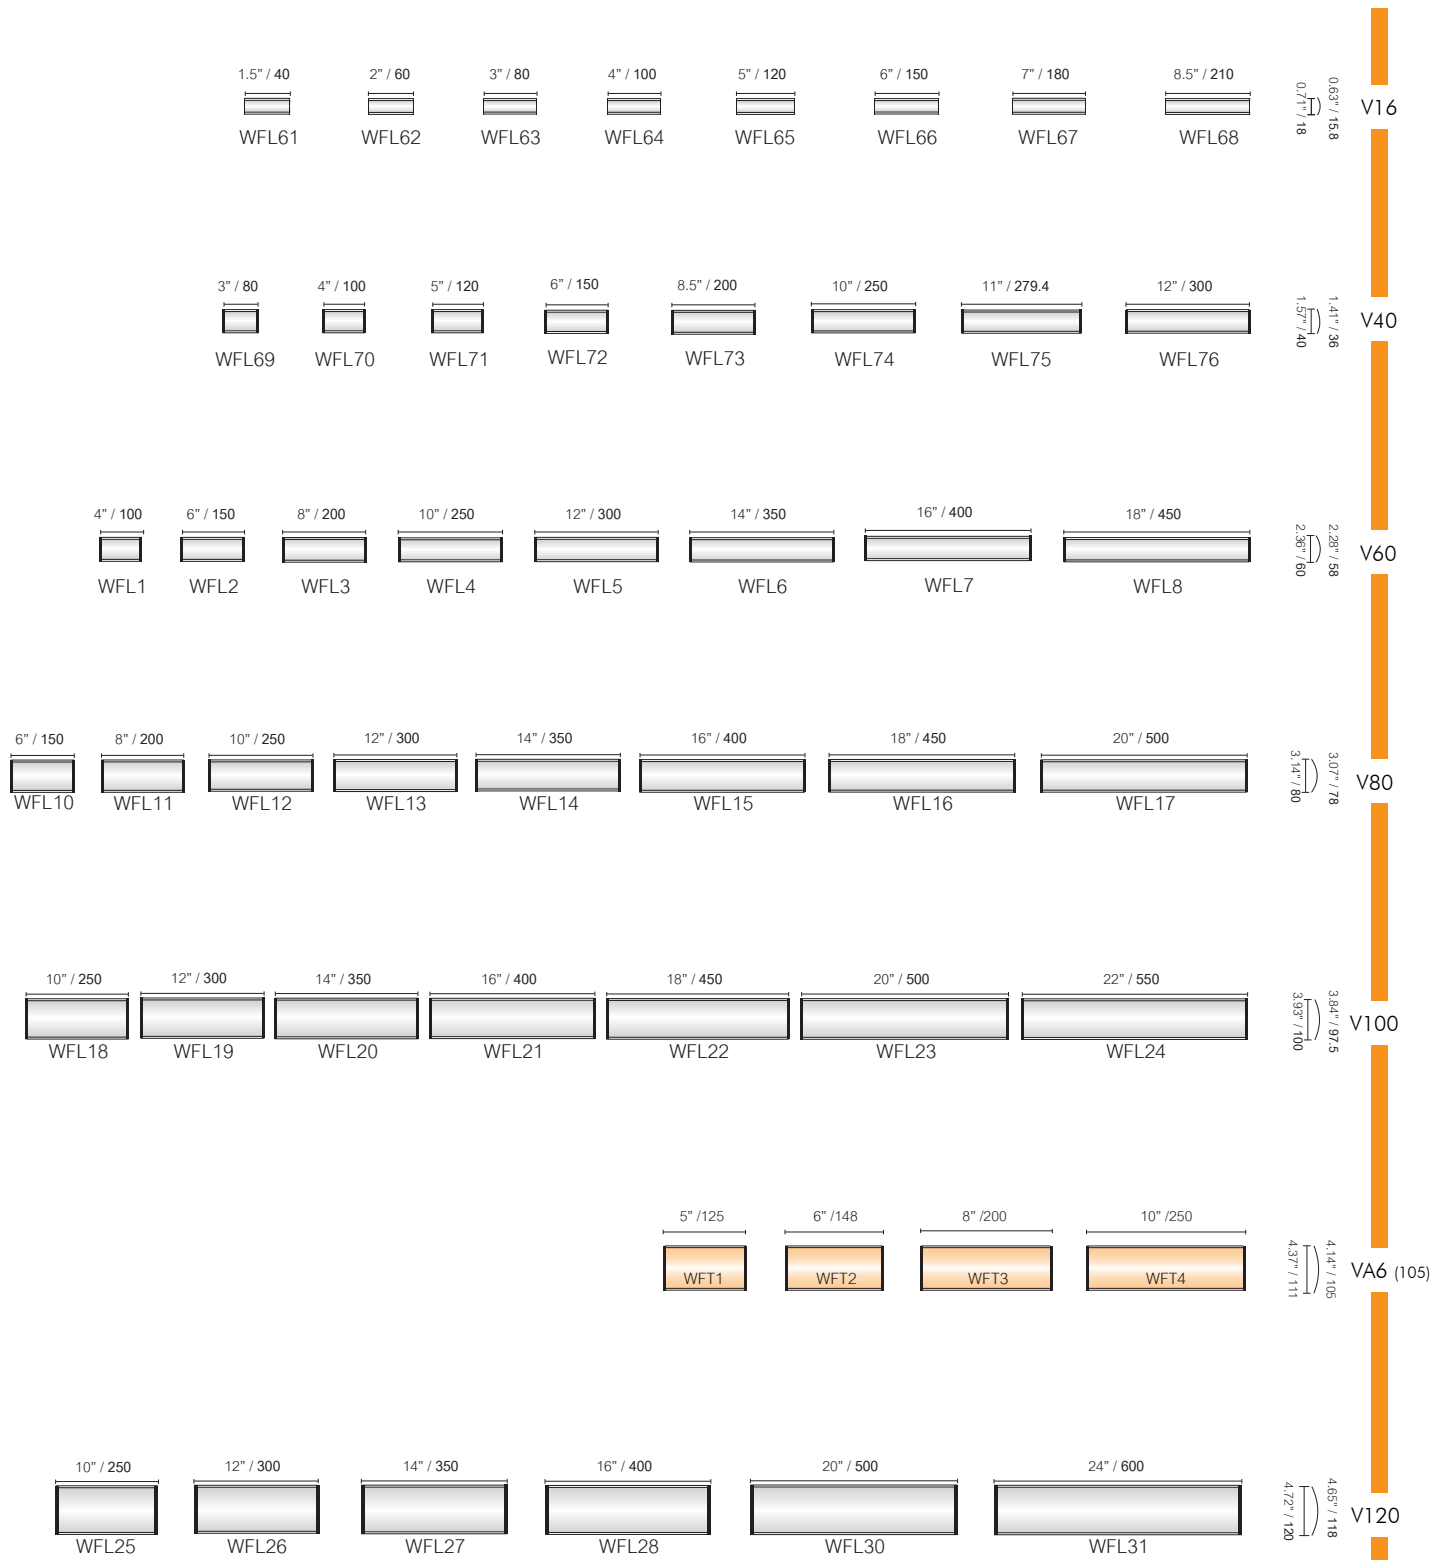 1.5” / 40 2” / 60 3” / 80 4” / 100 5” / 120 6” / 150 7” / 180 8.5” / 210
WFL61 WFL62 WFL63 WFL64 WFL65 WFL66 WFL67 WFL68
0.63” / 15.8
0.71” / 18
V16
3” / 80 4” / 100 5” / 120 6” / 150 8.5” / 200 10” / 250 11” / 279.4 12” / 300
WFL69 WFL70 WFL71 WFL72 WFL73 WFL74 WFL75 WFL76
1.41” / 36
1.57” / 40
V40
4” / 100 6” / 150 8” / 200 10” / 250 12” / 300 14” / 350 16” / 400 18” / 450
WFL1 WFL2 WFL3 WFL4 WFL5 WFL6 WFL7 WFL8
2.28” / 58
2.36” / 60
V60
6” / 150 8” / 200 10” / 250 12” / 300 14” / 350 16” / 400 18” / 450 20” / 500
WFL10 WFL11 WFL12 WFL13 WFL14 WFL15 WFL16 WFL17
3.07” / 78
3.14” / 80
V80
10” / 250 12” / 300 14” / 350 16” / 400 18” / 450 20” / 500 22” / 550
WFL18 WFL19 WFL20 WFL21 WFL22 WFL23 WFL24
3.84” / 97.5
3.93” / 100
V100
5” /125 6” /148 8” /200 10” /250
WFT1 WFT2 WFT3 WFT4
4.14” / 105
4.37” / 111
VA6 (105)
10” / 250 12” / 300 14” / 350 16” / 400 20” / 500 24” / 600
WFL25 WFL26 WFL27 WFL28 WFL30 WFL31
4.65” / 118
4.72” / 120
V120